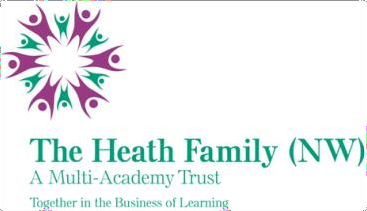 The Heath Family (NW)
A Multi-Academy Trust
Together in the Business of Learning